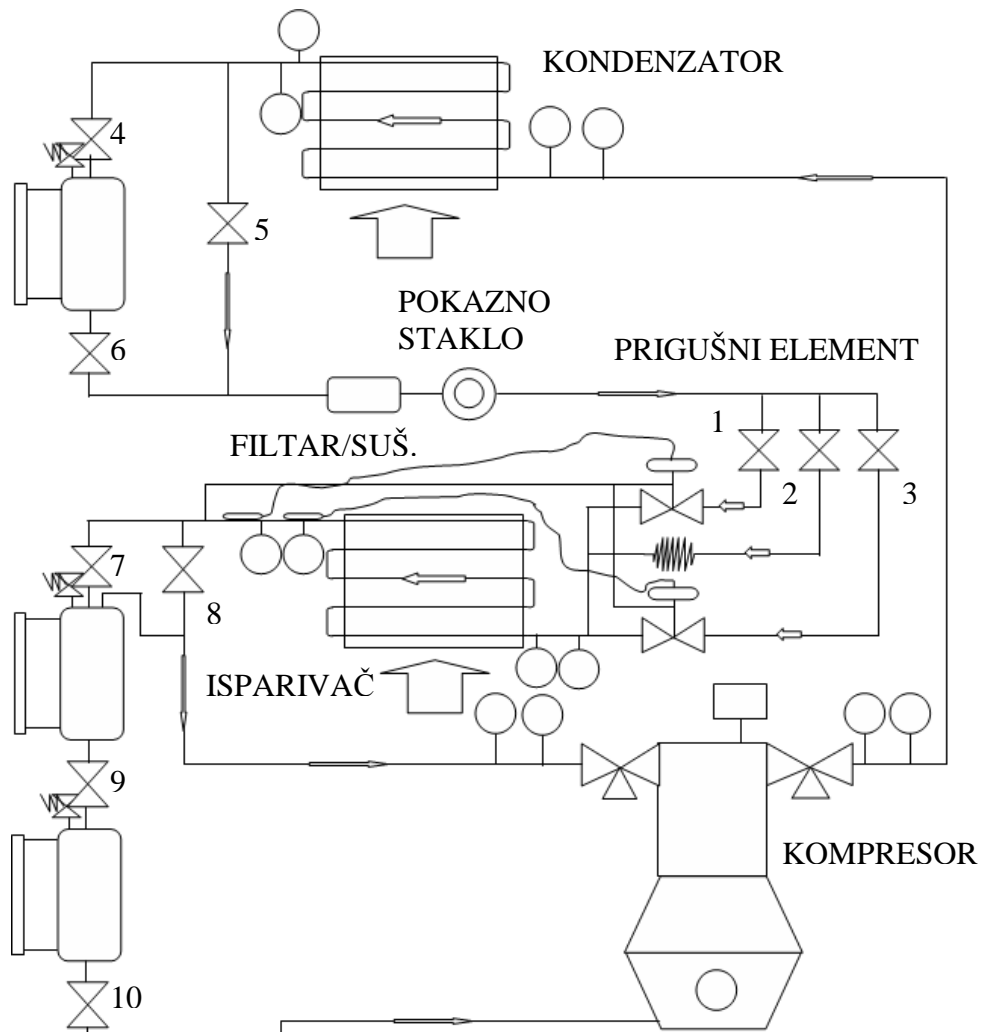 KONDENZATOR
4
5
POKAZNO
STAKLO
6
PRIGUŠNI ELEMENT
1
FILTAR/SUŠ.
2
3
7
8
ISPARIVAČ
9
KOMPRESOR
10